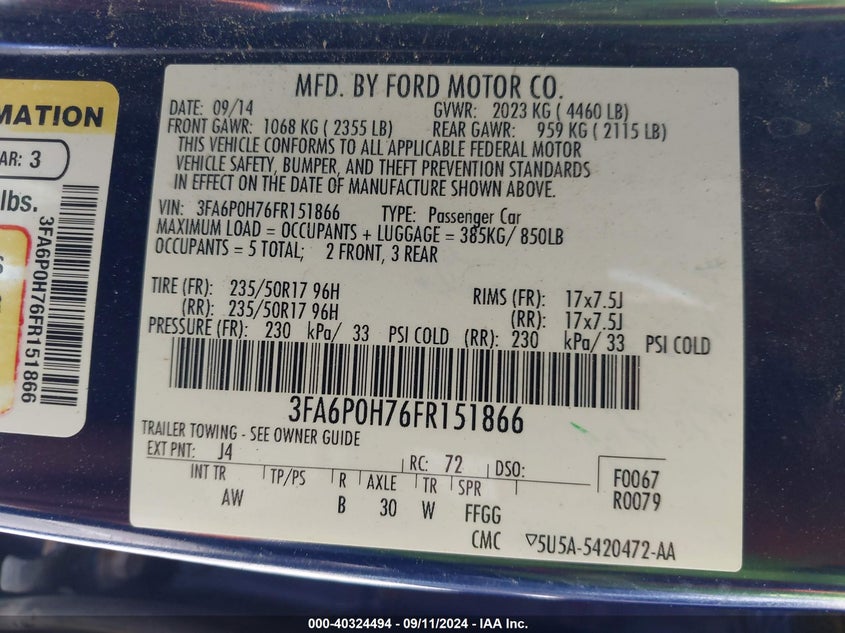 MATION
AR: 3
lbs.
3FA6P0H76FR151866
MFD. BY FORD MOTOR CO.
DATE: 09/14 GVWR: 2023 KG ( 4460 LB)
FRONT GAWR: 1068 KG ( 2355 LB) REAR GAWR: 959 KG ( 2115 LB)
THIS VEHICLE CONFORMS TO ALL APPLICABLE FEDERAL MOTOR
VEHICLE SAFETY, BUMPER, AND THEFT PREVENTION STANDARDS
IN EFFECT ON THE DATE OF MANUFACTURE SHOWN ABOVE.
VIN: 3FA6P0H76FR151866 TYPE: Passenger Car
MAXIMUM LOAD = OCCUPANTS + LUGGAGE = 385KG/ 850LB
OCCUPANTS = 5 TOTAL; 2 FRONT, 3 REAR
TIRE (FR): 235/50R17 96H RIMS (FR): 17x7.5J
(RR): 235/50R17 96H (RR): 17x7.5J
PRESSURE (FR): 230 kPa/ 33 PSI COLD (RR): 230 kPa/ 33 PSI COLD
3FA6P0H76FR151866
TRAILER TOWING - SEE OWNER GUIDE
EXT PNT: J4 RC: 72 DSO: F0067
INT TR TP/PS R AXLE TR SPR R0079
AW B 30 W FFGG
CMC ▽5U5A-5420472-AA
000-40324494 - 09/11/2024 - IAA Inc.